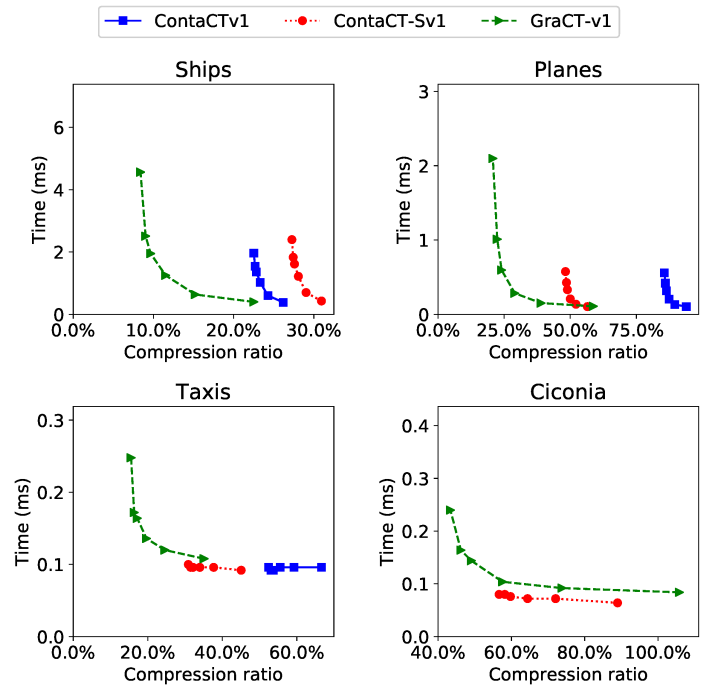 ContaCTv1 ContaCT-Sv1 GraCT-v1
Ships Planes
Time (ms)
6
4
2
0
0.0% 10.0% 20.0% 30.0%
Compression ratio
Time (ms)
3
2
1
0
0.0% 25.0% 50.0% 75.0%
Compression ratio
Taxis Ciconia
Time (ms)
0.3
0.2
0.1
0.0
0.0% 20.0% 40.0% 60.0%
Compression ratio
Time (ms)
0.4
0.3
0.2
0.1
0.0
40.0% 60.0% 80.0% 100.0%
Compression ratio